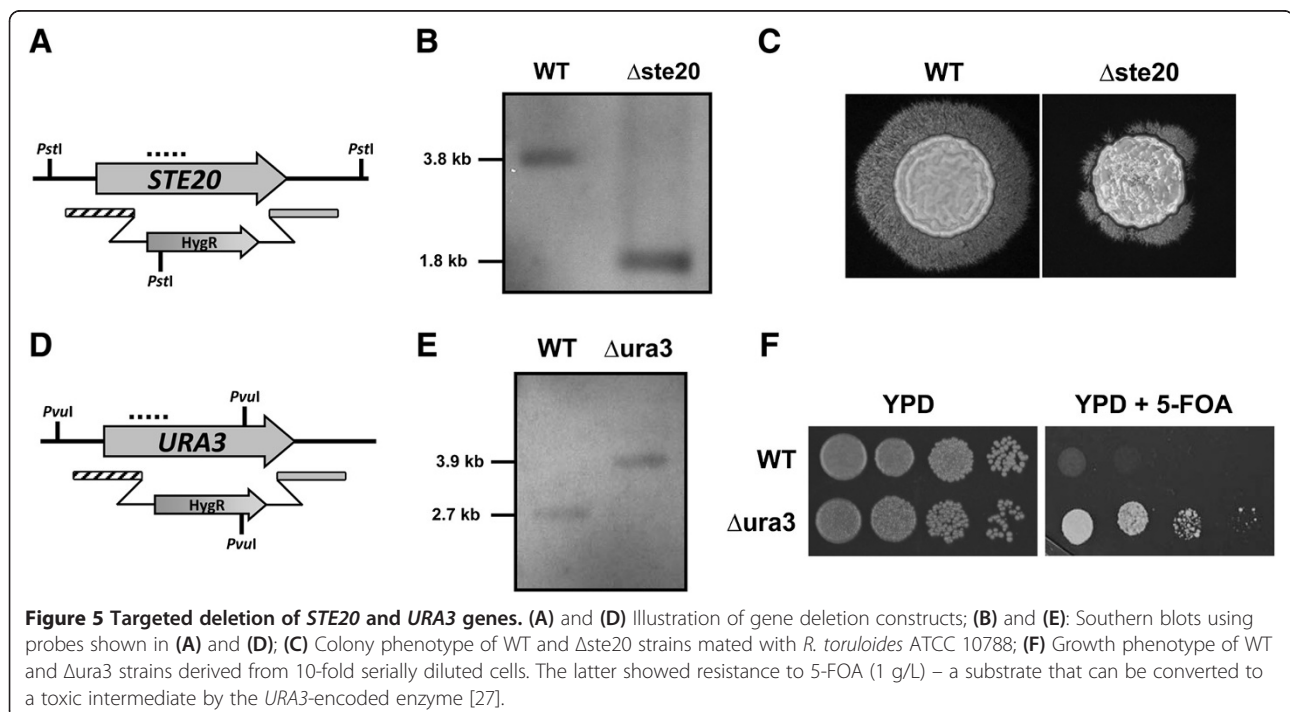 A
PstI
PstI
STE20
HygR
PstI
B
WT Δste20
3.8 kb
1.8 kb
C
WT Δste20
D
PvuI
PvuI
URA3
HygR
PvuI
E
WT Δura3
3.9 kb
2.7 kb
F
YPD YPD + 5-FOA
WT
Δura3
Figure 5 Targeted deletion of STE20 and URA3 genes. (A) and (D) Illustration of gene deletion constructs; (B) and (E): Southern blots using
probes shown in (A) and (D); (C) Colony phenotype of WT and Δste20 strains mated with R. toruloides ATCC 10788; (F) Growth phenotype of WT
and Δura3 strains derived from 10-fold serially diluted cells. The latter showed resistance to 5-FOA (1 g/L) – a substrate that can be converted to
a toxic intermediate by the URA3-encoded enzyme [27].